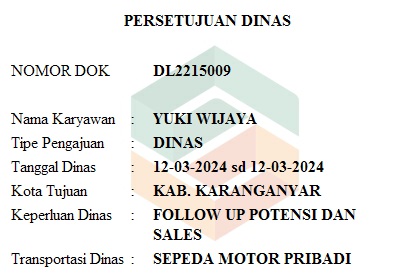 PERSETUJUAN DINAS
NOMOR DOK DL2215009
Nama Karyawan : YUKI WIJAYA
Tipe Pengajuan : DINAS
Tanggal Dinas : 12-03-2024 sd 12-03-2024
Kota Tujuan : KAB. KARANGANYAR
Keperluan Dinas : FOLLOW UP POTENSI DAN
SALES
Transportasi Dinas : SEPEDA MOTOR PRIBADI